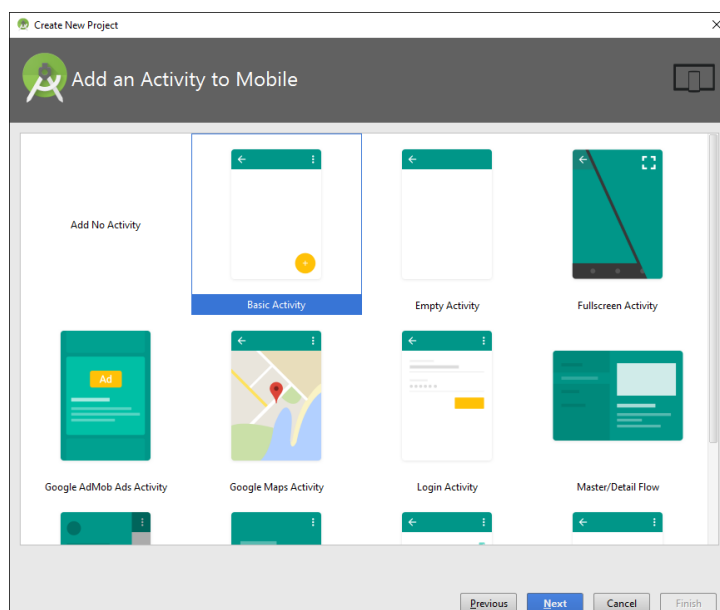 Create New Project
Add an Activity to Mobile
Add No Activity
Basic Activity
Empty Activity
Fullscreen Activity
Ad
Google AdMob Ads Activity
Google Maps Activity
Login Activity
Master/Detail Flow
Previous
Next
Cancel
Finish